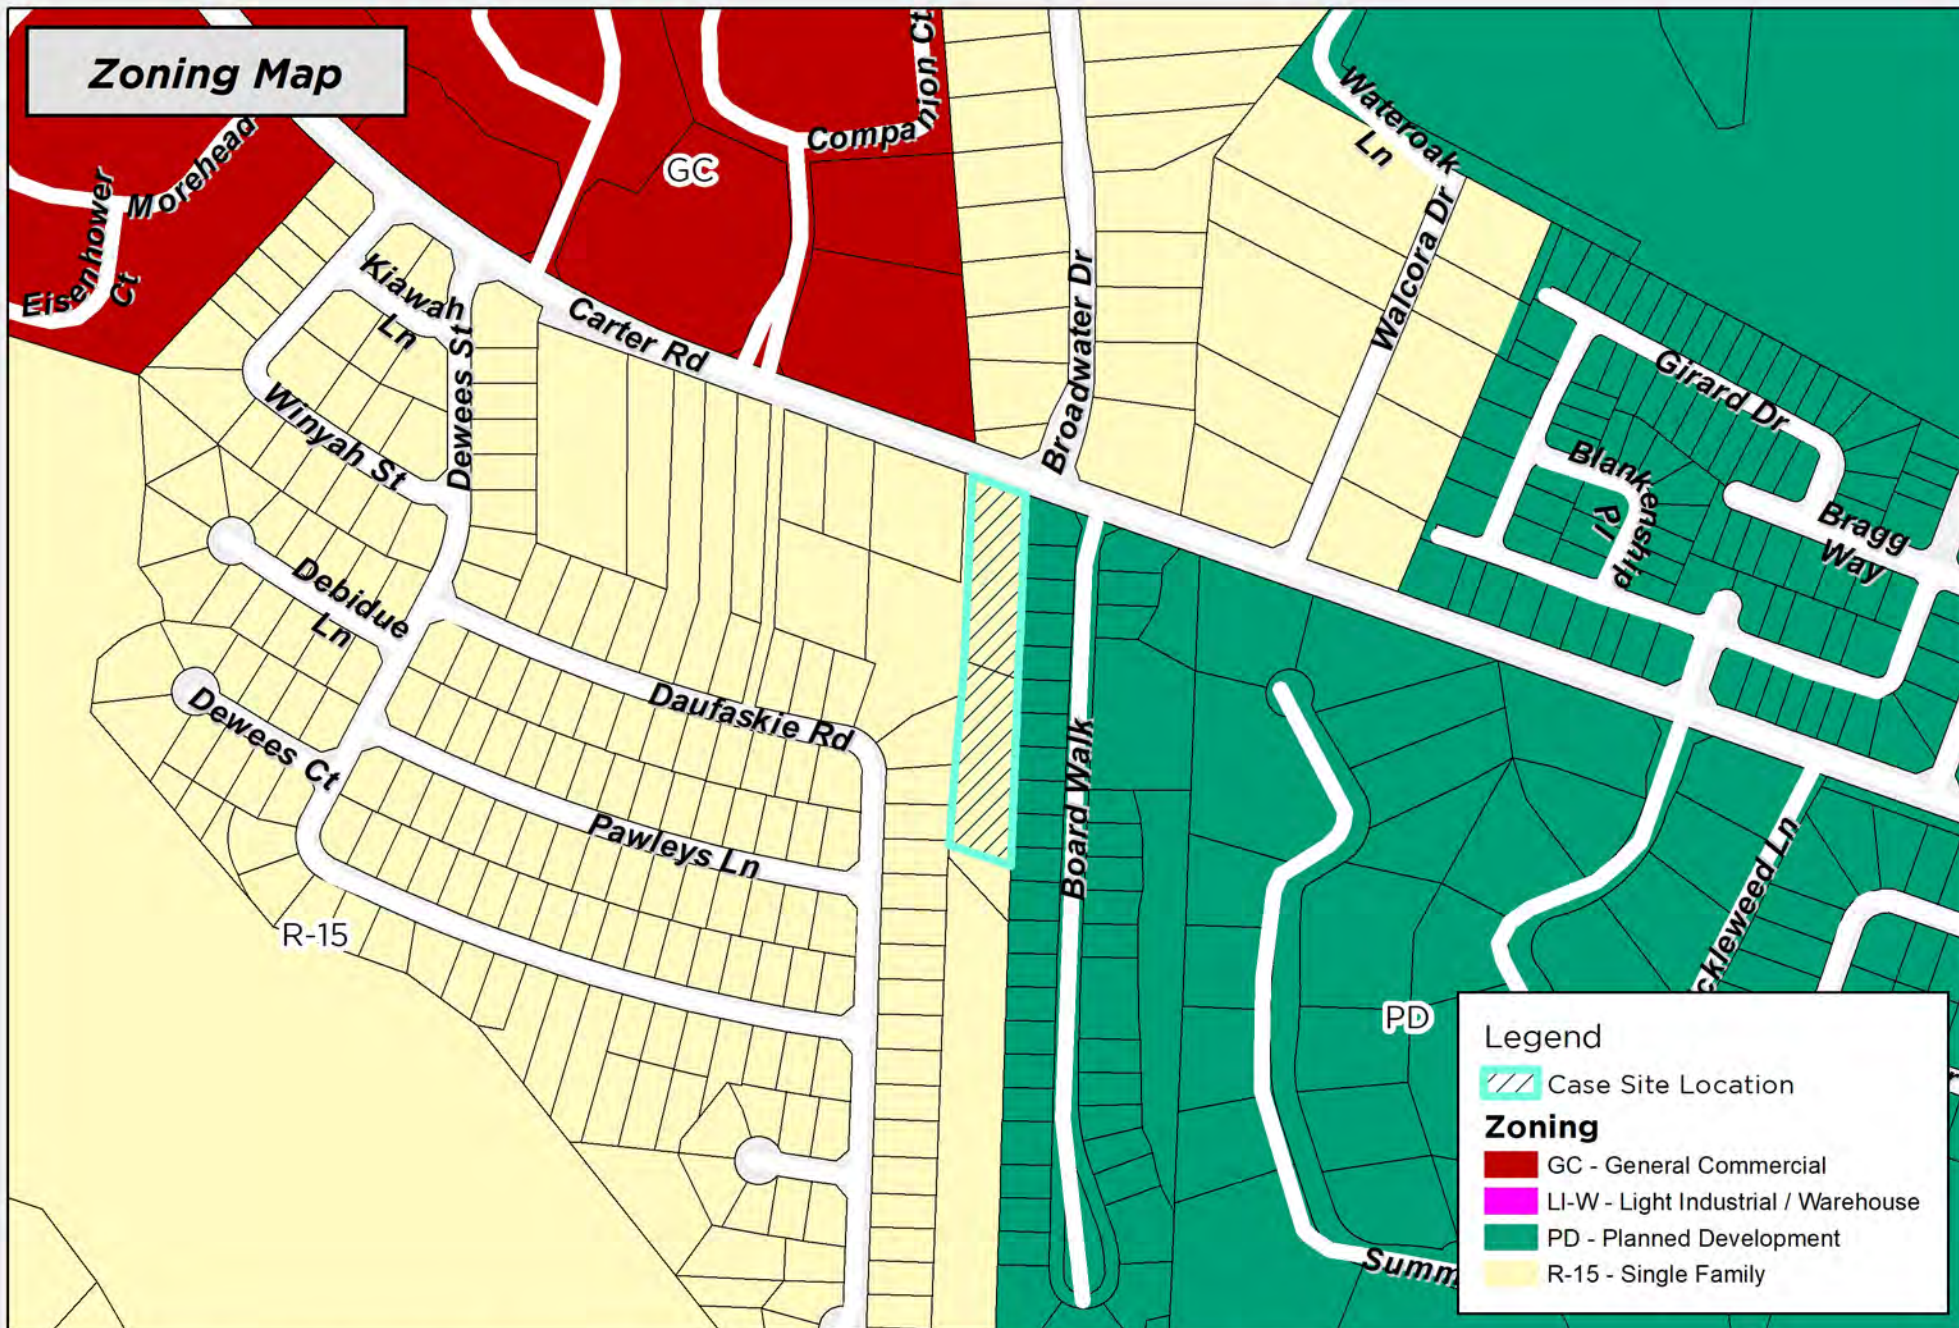 Zoning Map
Companion Ct
GC
Morehead
Eisenhower
Ct
Wateroak
Ln
Walcora Dr
Kiawah
Ln
Dewees St
Carter Rd
Broadwater Dr
Girard Dr
Winyah St
Blankenship
Pl
Bragg
Way
Debidue
Ln
Dewees Ct
Daufaskie Rd
Pawleys Ln
Board Walk
R-15
PD
ckleweed Ln
Summ
Legend
Case Site Location
Zoning
GC - General Commercial
LI-W - Light Industrial / Warehouse
PD - Planned Development
R-15 - Single Family